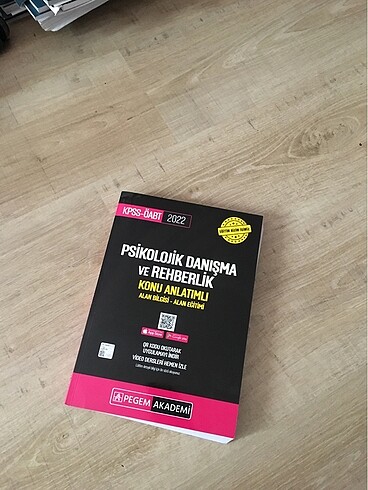 KPSS-ÖABT 2022
PSİKOLOJİK DANIŞMA
VE REHBERLİK
KONU ANLATIMLI
ALAN BİLGİSİ - ALAN EĞİTİMİ
QR KODU OKUTARAK
UYGULAMAYI İNDİR
VİDEO DERSLERİ HEMEN İZLE
PEGEM AKADEMİ